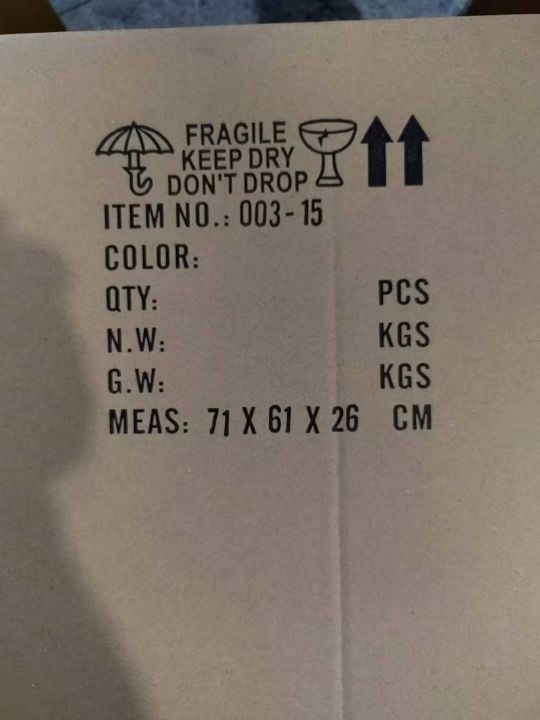 FRAGILE
KEEP DRY
DON'T DROP
ITEM NO.: 003-15
COLOR:
QTY: PCS
N.W: KGS
G.W: KGS
MEAS: 71 X 61 X 26 CM